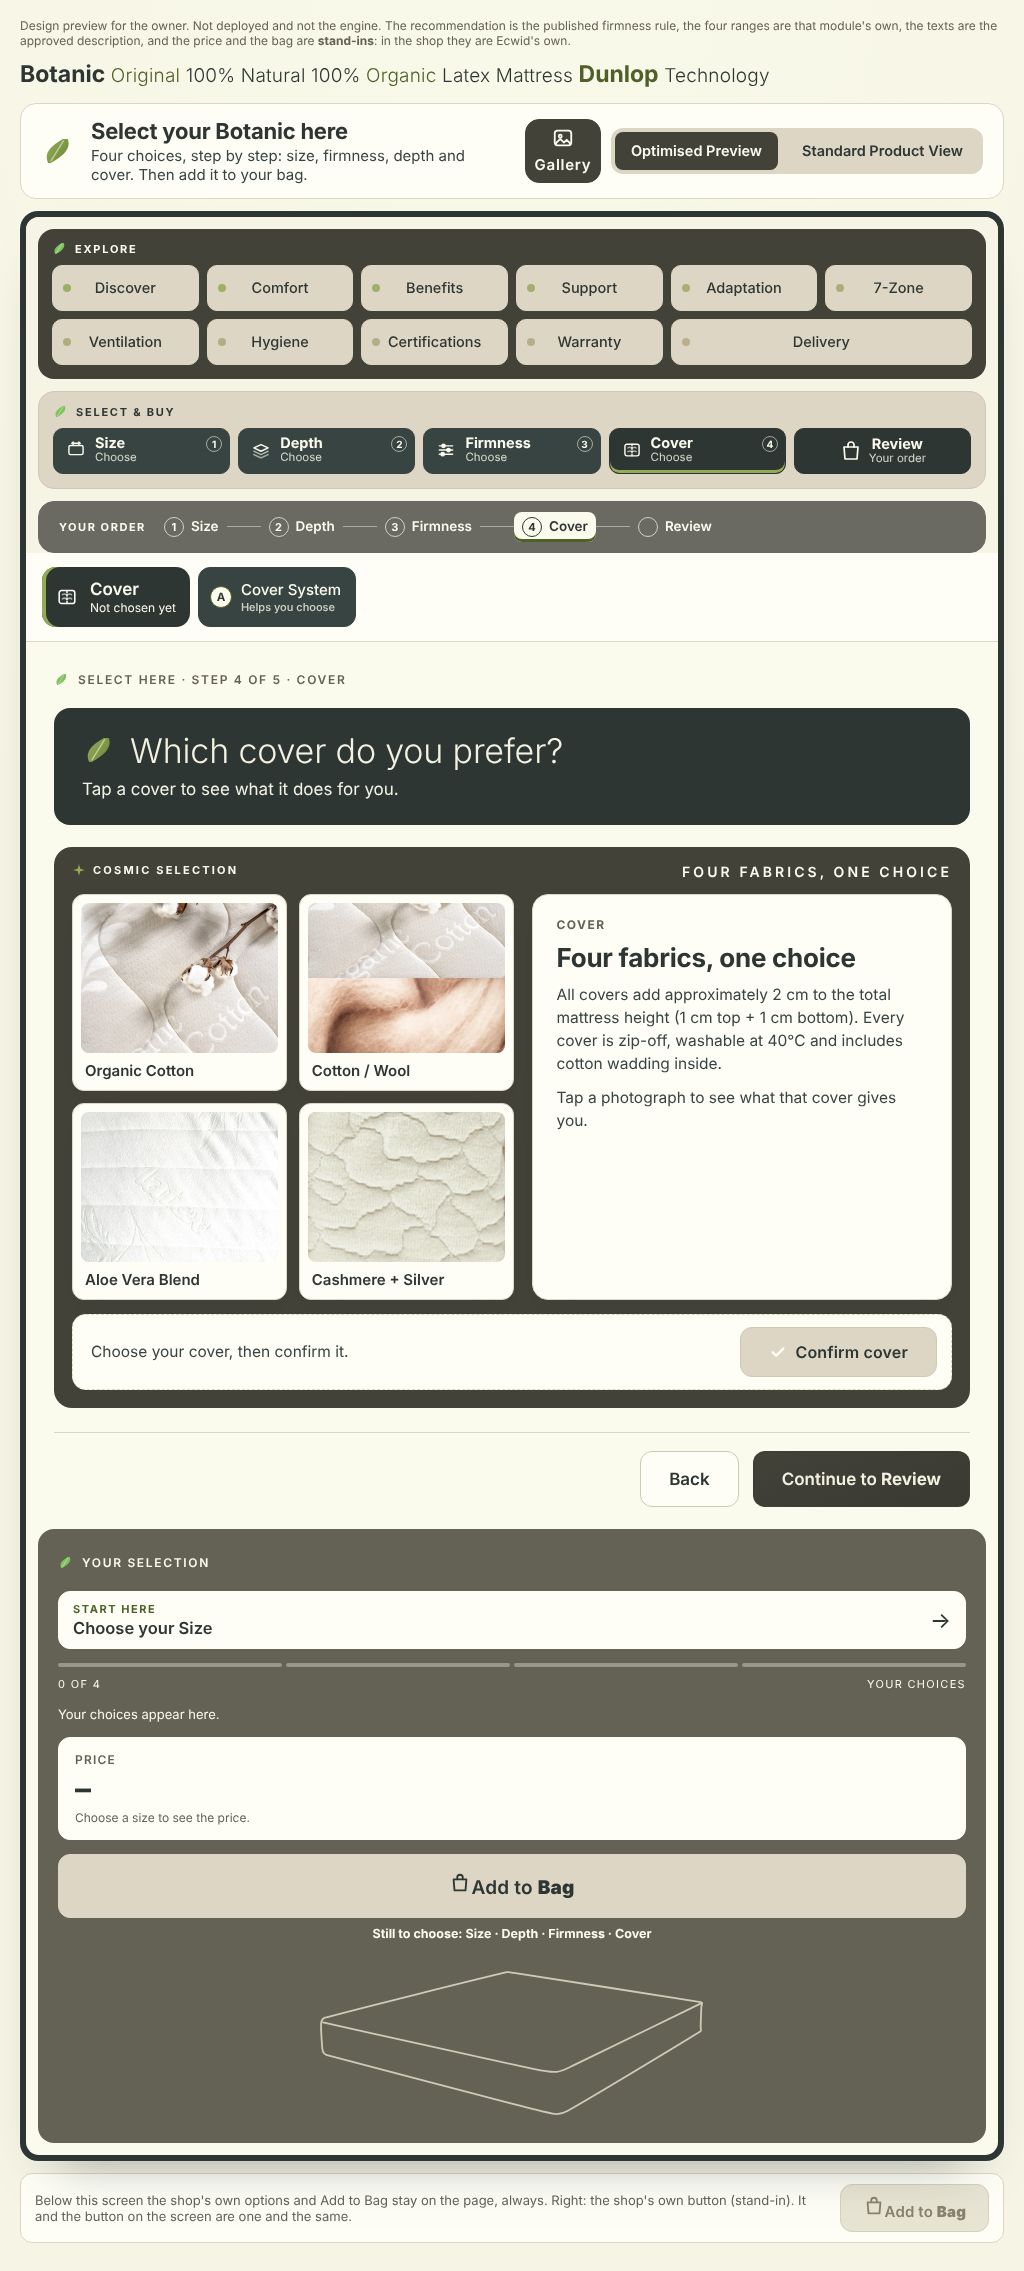 Design preview for the owner. Not deployed and not the engine. The recommendation is the published firmness rule, the four ranges are that module's own, the texts are the
approved description, and the price and the bag are stand-ins: in the shop they are Ecwid's own.
Botanic Original 100% Natural 100% Organic Latex Mattress Dunlop Technology
Select your Botanic here
Four choices, step by step: size, firmness, depth and
cover. Then add it to your bag.
Gallery
Optimised Preview
Standard Product View
EXPLORE
Discover
Comfort
Benefits
Support
Adaptation
7-Zone
Ventilation
Hygiene
Certifications
Warranty
Delivery
SELECT & BUY
Size
Choose
1
Depth
Choose
2
Firmness
Choose
3
Cover
Choose
4
Review
Your order
YOUR ORDER
1 Size
2 Depth
3 Firmness
4 Cover
Review
Cover
Not chosen yet
A
Cover System
Helps you choose
SELECT HERE · STEP 4 OF 5 · COVER
Which cover do you prefer?
Tap a cover to see what it does for you.
COSMIC SELECTION
FOUR FABRICS, ONE CHOICE
Cotton
Organic Cotton
Cotton
Cotton / Wool
Aloe Vera Blend
Cashmere + Silver
COVER
Four fabrics, one choice
All covers add approximately 2 cm to the total
mattress height (1 cm top + 1 cm bottom). Every
cover is zip-off, washable at 40°C and includes
cotton wadding inside.
Tap a photograph to see what that cover gives
you.
Choose your cover, then confirm it.
Confirm cover
Back
Continue to Review
YOUR SELECTION
START HERE
Choose your Size
0 OF 4
YOUR CHOICES
Your choices appear here.
PRICE
–
Choose a size to see the price.
Add to Bag
Still to choose: Size · Depth · Firmness · Cover
Below this screen the shop's own options and Add to Bag stay on the page, always. Right: the shop's own button (stand-in). It
and the button on the screen are one and the same.
Add to Bag